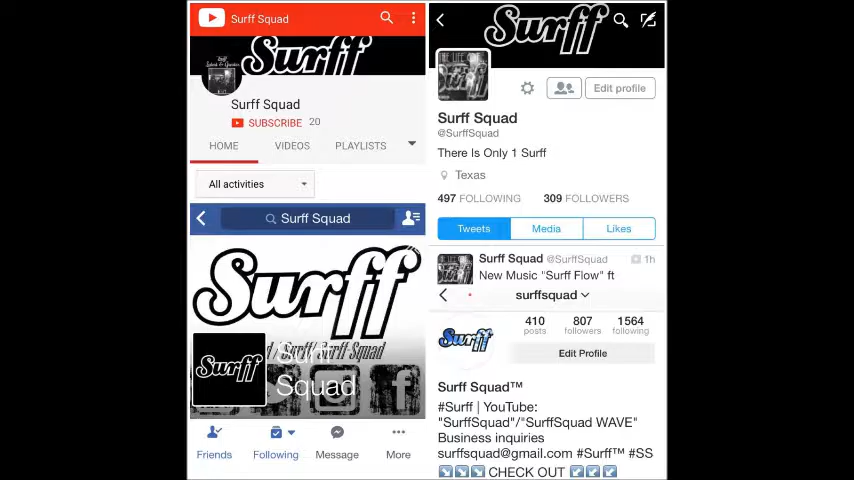 Surff Squad
Surff
Surff Squad
SUBSCRIBE 20
HOME VIDEOS PLAYLISTS
All activities
Surff Squad
Surff
Surff
Surff Squad
Surff
Squad
Friends Following Message More
Surff
Edit profile
Surff Squad
@SurffSquad
There Is Only 1 Surff
Texas
497 FOLLOWING 309 FOLLOWERS
Tweets Media Likes
Surff Squad @SurffSquad 1h
New Music "Surff Flow" ft
surffsquad
410 807 1564
posts followers following
Surff
Edit Profile
Surff Squad™
#Surff | YouTube:
"SurffSquad"/"SurffSquad WAVE"
Business inquiries
surffsquad@gmail.com #Surff™ #SS
CHECK OUT